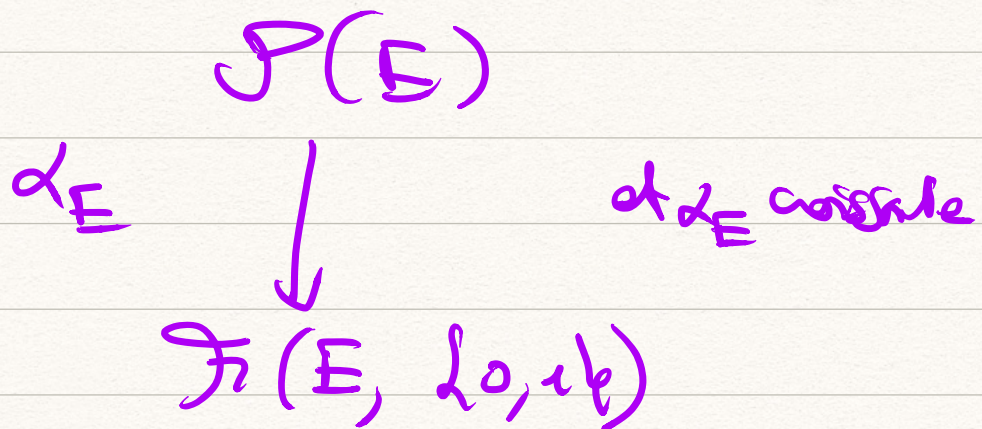 P(E)
α_E ↓ et α_E croissante
F(E, {0,1})